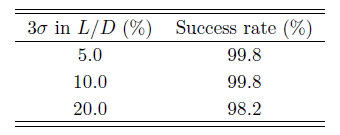 3σ in L/D (%) Success rate (%)
5.0 99.8
10.0 99.8
20.0 98.2